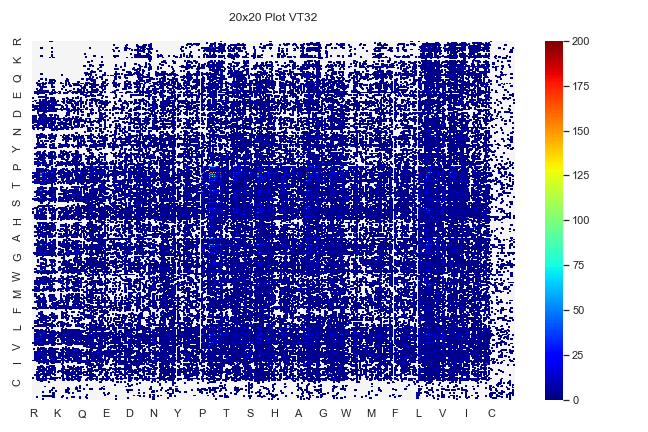 20x20 Plot VT32
R
K
Q
E
D
N
Y
P
T
S
H
A
G
W
M
F
L
V
I
C
R K Q E D N Y P T S H A G W M F L V I C
200
175
150
125
100
75
50
25
0